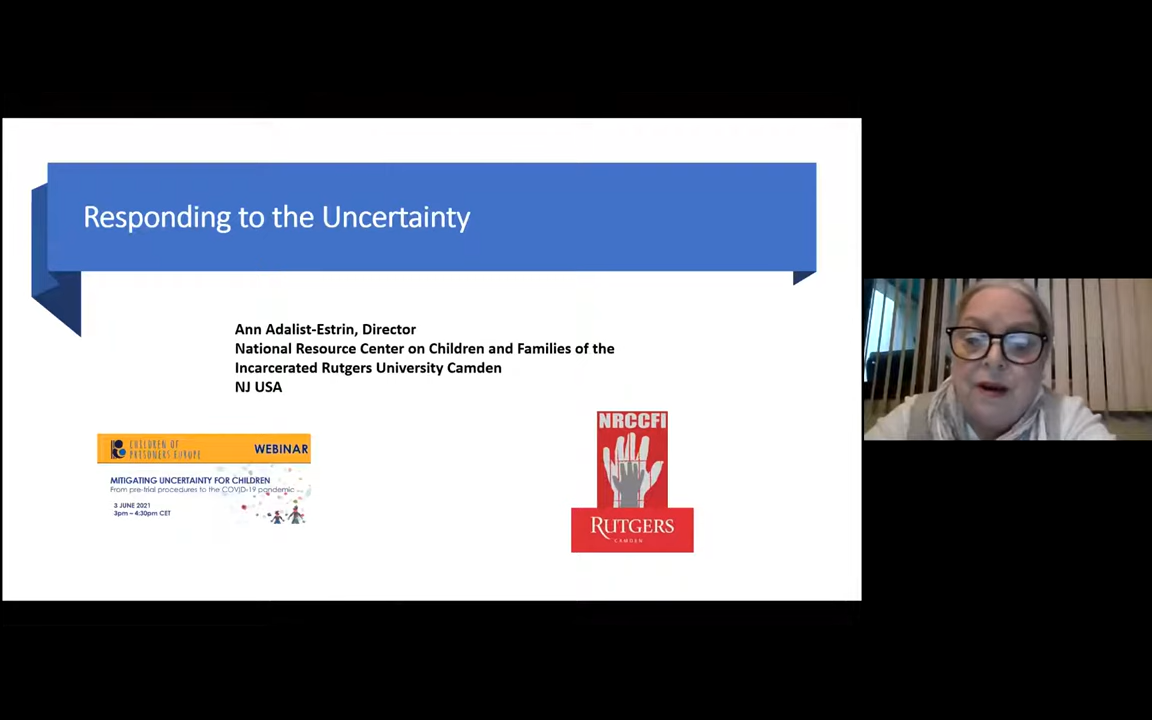 Responding to the Uncertainty
Ann Adalist-Estrin, Director
National Resource Center on Children and Families of the
Incarcerated Rutgers University Camden
NJ USA
CHILDREN OF
PRISONERS EUROPE
WEBINAR
MITIGATING UNCERTAINTY FOR CHILDREN
From pre-trial procedures to the COVID-19 pandemic
3 JUNE 2021
3pm – 4:30pm CET
NRCCFI
RUTGERS
CAMDEN